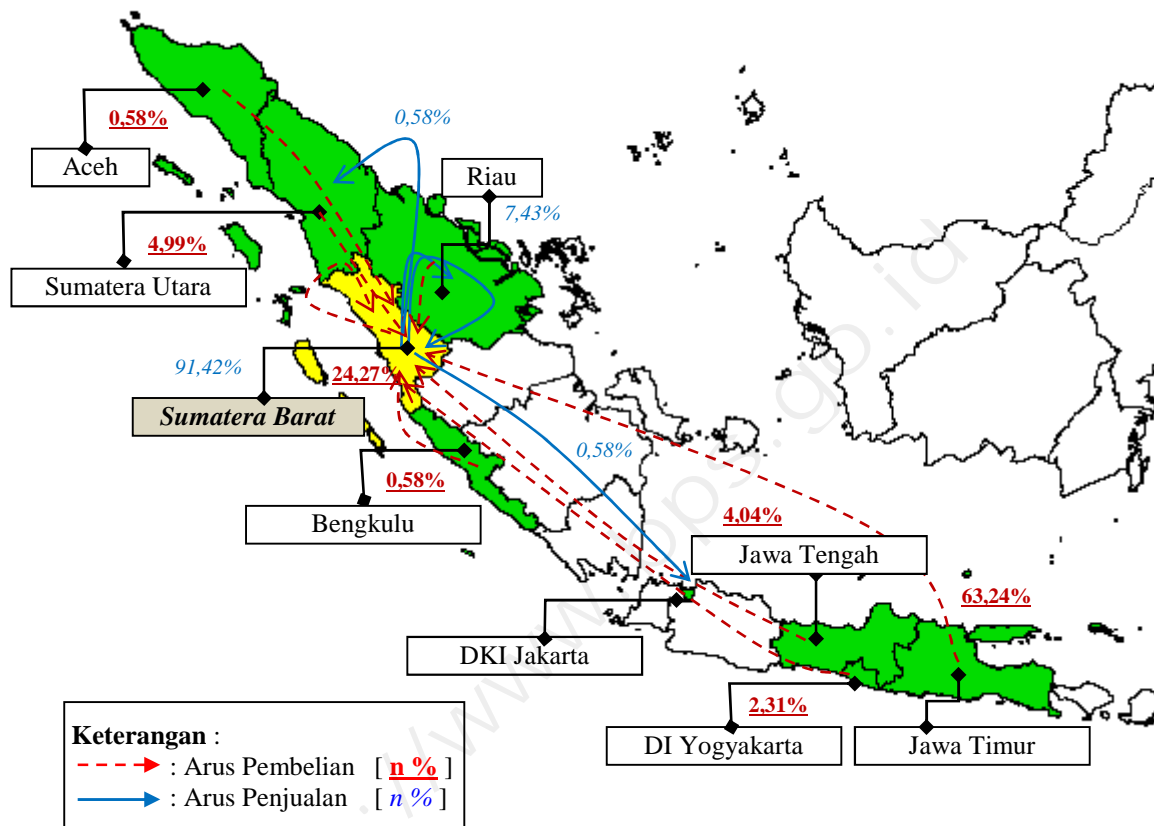 0,58%
Aceh
0,58%
Riau
7,43%
4,99%
Sumatera Utara
91,42%
24,27%
Sumatera Barat
0,58%
0,58%
Bengkulu
4,04%
Jawa Tengah
63,24%
DKI Jakarta
2,31%
DI Yogyakarta
Jawa Timur
Keterangan :
: Arus Pembelian [ n % ]
: Arus Penjualan [ n % ]